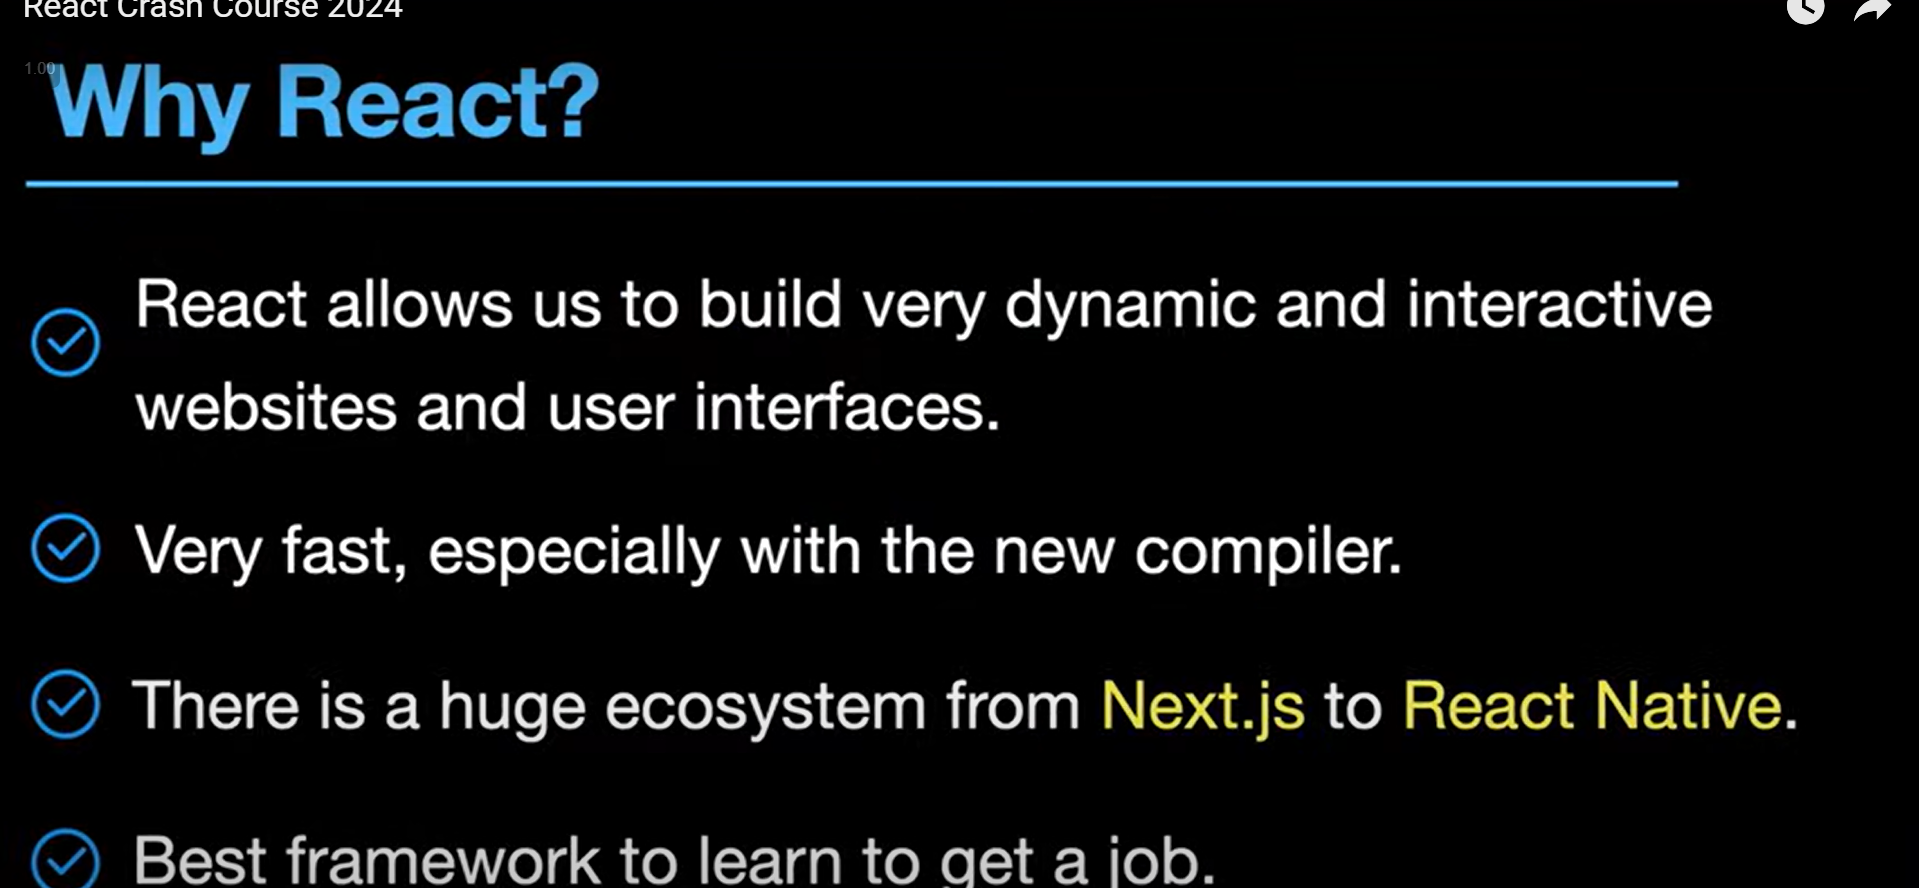 React Crash Course 2024
1.00
Why React?
React allows us to build very dynamic and interactive
websites and user interfaces.
Very fast, especially with the new compiler.
There is a huge ecosystem from Next.js to React Native.
Best framework to learn to get a job.